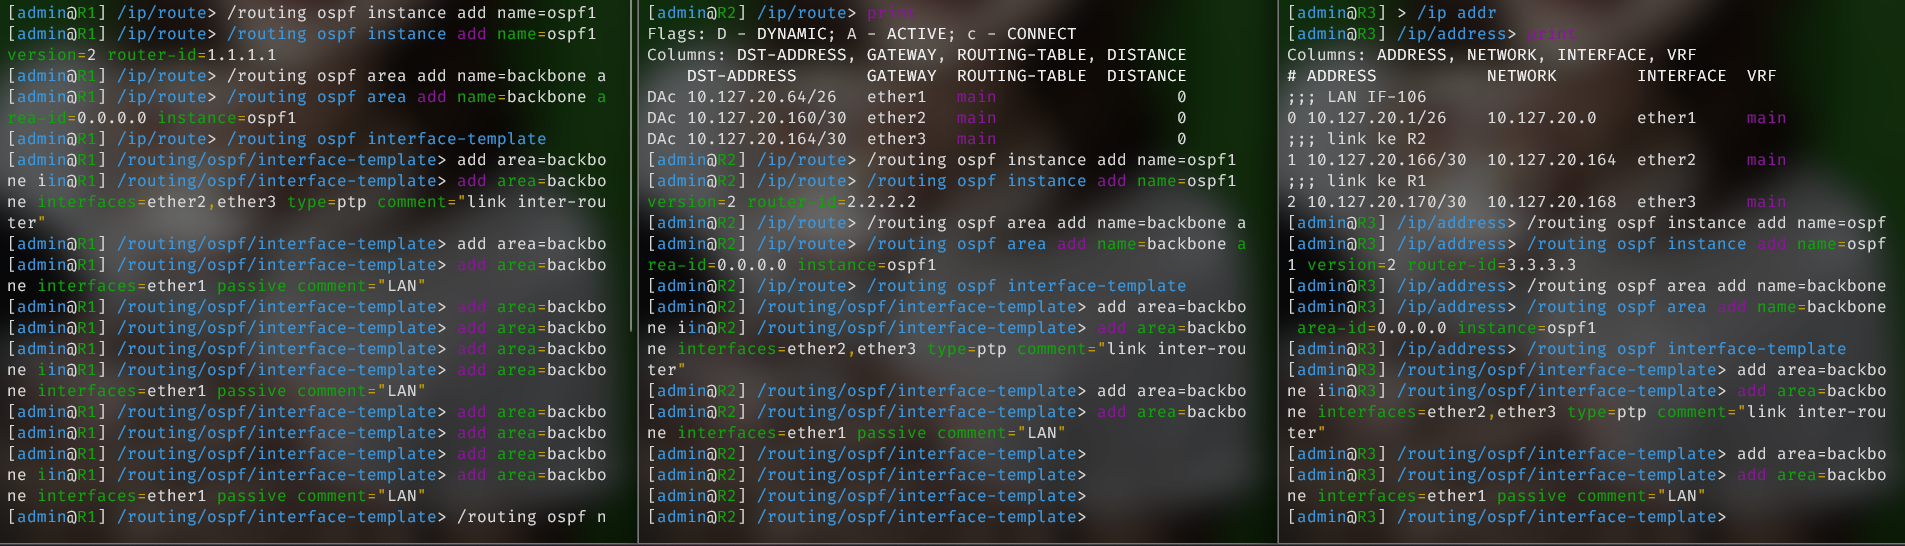 [admin@R1] /ip/route> /routing ospf instance add name=ospf1
[admin@R1] /ip/route> /routing ospf instance add name=ospf1
version=2 router-id=1.1.1.1
[admin@R1] /ip/route> /routing ospf area add name=backbone a
[admin@R1] /ip/route> /routing ospf area add name=backbone a
rea-id=0.0.0.0 instance=ospf1
[admin@R1] /ip/route> /routing ospf interface-template
[admin@R1] /routing/ospf/interface-template> add area=backbo
ne iin@R1] /routing/ospf/interface-template> add area=backbo
ne interfaces=ether2,ether3 type=ptp comment="link inter-rou
ter"
[admin@R1] /routing/ospf/interface-template> add area=backbo
[admin@R1] /routing/ospf/interface-template> add area=backbo
ne interfaces=ether1 passive comment="LAN"
[admin@R1] /routing/ospf/interface-template> add area=backbo
[admin@R1] /routing/ospf/interface-template> add area=backbo
[admin@R1] /routing/ospf/interface-template> add area=backbo
ne iin@R1] /routing/ospf/interface-template> add area=backbo
ne interfaces=ether1 passive comment="LAN"
[admin@R1] /routing/ospf/interface-template> add area=backbo
[admin@R1] /routing/ospf/interface-template> add area=backbo
[admin@R1] /routing/ospf/interface-template> add area=backbo
ne iin@R1] /routing/ospf/interface-template> add area=backbo
ne interfaces=ether1 passive comment="LAN"
[admin@R1] /routing/ospf/interface-template> /routing ospf n
[admin@R2] /ip/route> print
Flags: D - DYNAMIC; A - ACTIVE; c - CONNECT
Columns: DST-ADDRESS, GATEWAY, ROUTING-TABLE, DISTANCE
DST-ADDRESS GATEWAY ROUTING-TABLE DISTANCE
DAc 10.127.20.64/26 ether1 main 0
DAc 10.127.20.160/30 ether2 main 0
DAc 10.127.20.164/30 ether3 main 0
[admin@R2] /ip/route> /routing ospf instance add name=ospf1
[admin@R2] /ip/route> /routing ospf instance add name=ospf1
version=2 router-id=2.2.2.2
[admin@R2] /ip/route> /routing ospf area add name=backbone a
[admin@R2] /ip/route> /routing ospf area add name=backbone a
rea-id=0.0.0.0 instance=ospf1
[admin@R2] /ip/route> /routing ospf interface-template
[admin@R2] /routing/ospf/interface-template> add area=backbo
ne iin@R2] /routing/ospf/interface-template> add area=backbo
ne interfaces=ether2,ether3 type=ptp comment="link inter-rou
ter"
[admin@R2] /routing/ospf/interface-template> add area=backbo
[admin@R2] /routing/ospf/interface-template> add area=backbo
ne interfaces=ether1 passive comment="LAN"
[admin@R2] /routing/ospf/interface-template>
[admin@R2] /routing/ospf/interface-template>
[admin@R2] /routing/ospf/interface-template>
[admin@R2] /routing/ospf/interface-template>
[admin@R3] > /ip addr
[admin@R3] /ip/address> print
Columns: ADDRESS, NETWORK, INTERFACE, VRF
# ADDRESS NETWORK INTERFACE VRF
;;; LAN IF-106
0 10.127.20.1/26 10.127.20.0 ether1 main
;;; link ke R2
1 10.127.20.166/30 10.127.20.164 ether2 main
;;; link ke R1
2 10.127.20.170/30 10.127.20.168 ether3 main
[admin@R3] /ip/address> /routing ospf instance add name=ospf
[admin@R3] /ip/address> /routing ospf instance add name=ospf
1 version=2 router-id=3.3.3.3
[admin@R3] /ip/address> /routing ospf area add name=backbone
[admin@R3] /ip/address> /routing ospf area add name=backbone
area-id=0.0.0.0 instance=ospf1
[admin@R3] /ip/address> /routing ospf interface-template
[admin@R3] /routing/ospf/interface-template> add area=backbo
ne iin@R3] /routing/ospf/interface-template> add area=backbo
ne interfaces=ether2,ether3 type=ptp comment="link inter-rou
ter"
[admin@R3] /routing/ospf/interface-template> add area=backbo
[admin@R3] /routing/ospf/interface-template> add area=backbo
ne interfaces=ether1 passive comment="LAN"
[admin@R3] /routing/ospf/interface-template>